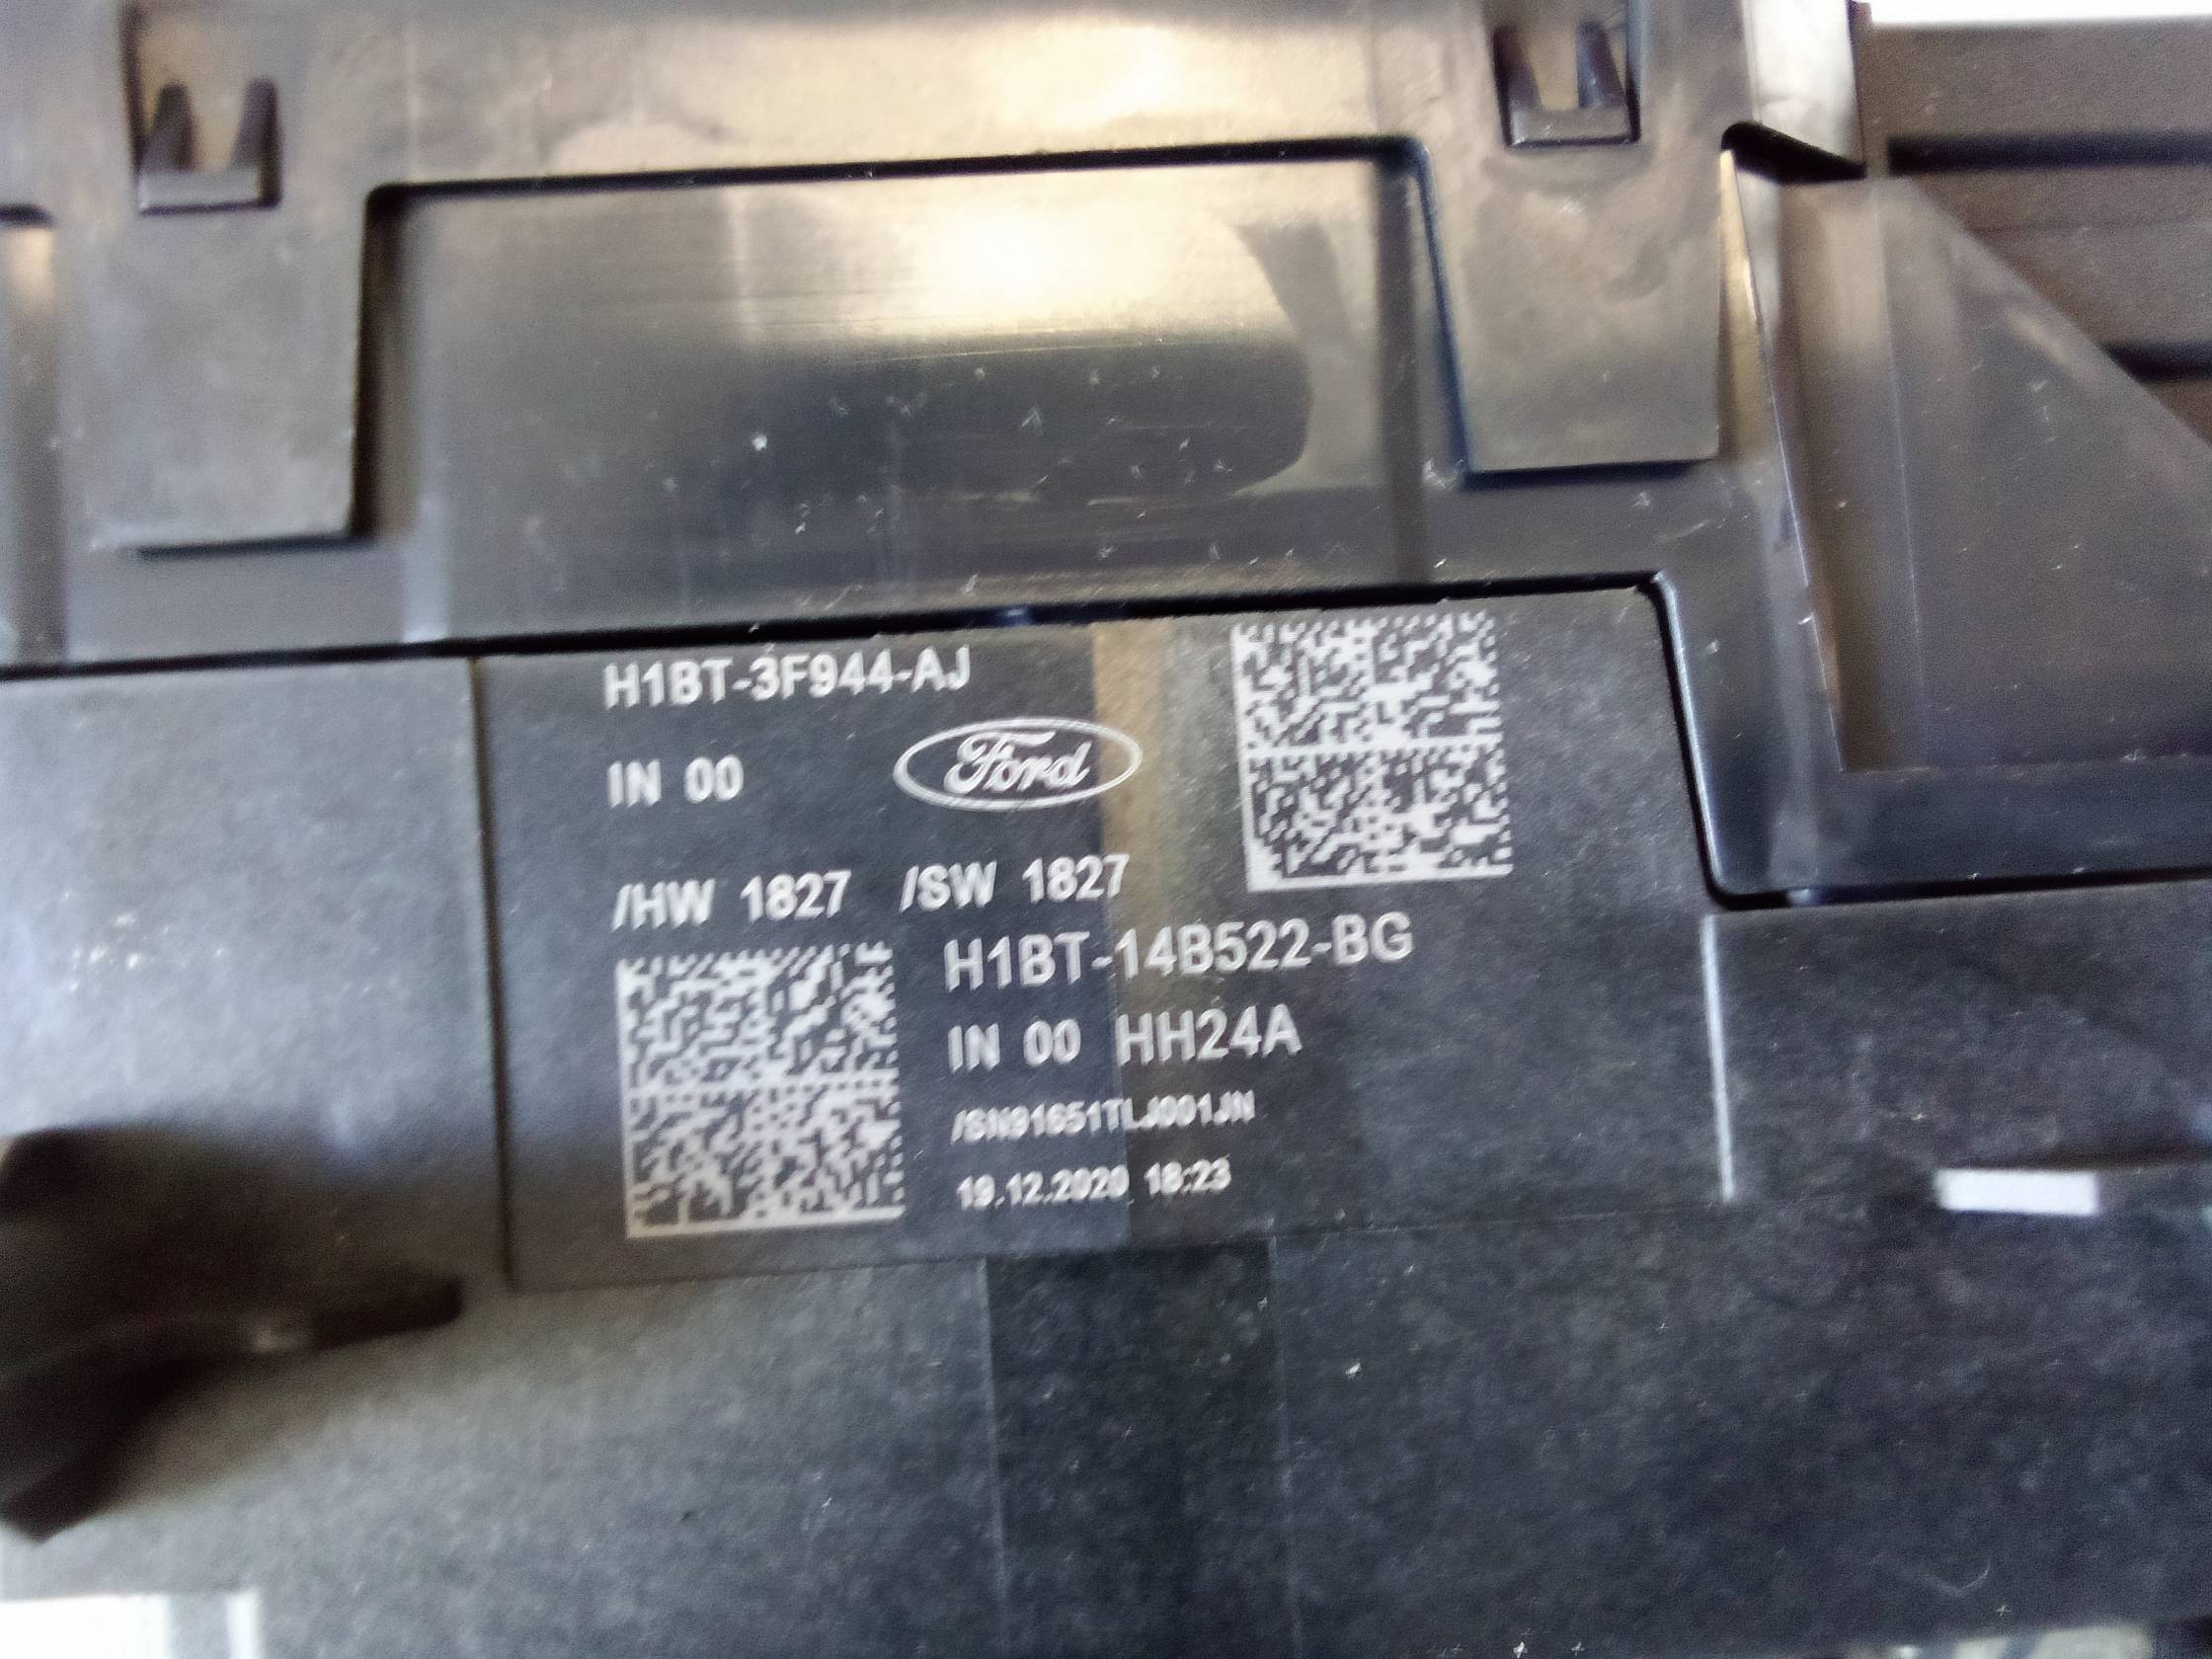 H1BT-3F944-AJ
IN 00
Ford
/HW 1827 /SW 1827
H1BT-14B522-BG
IN 00 HH24A
/SN91651TLJ001JN
19.12.2020 18:23